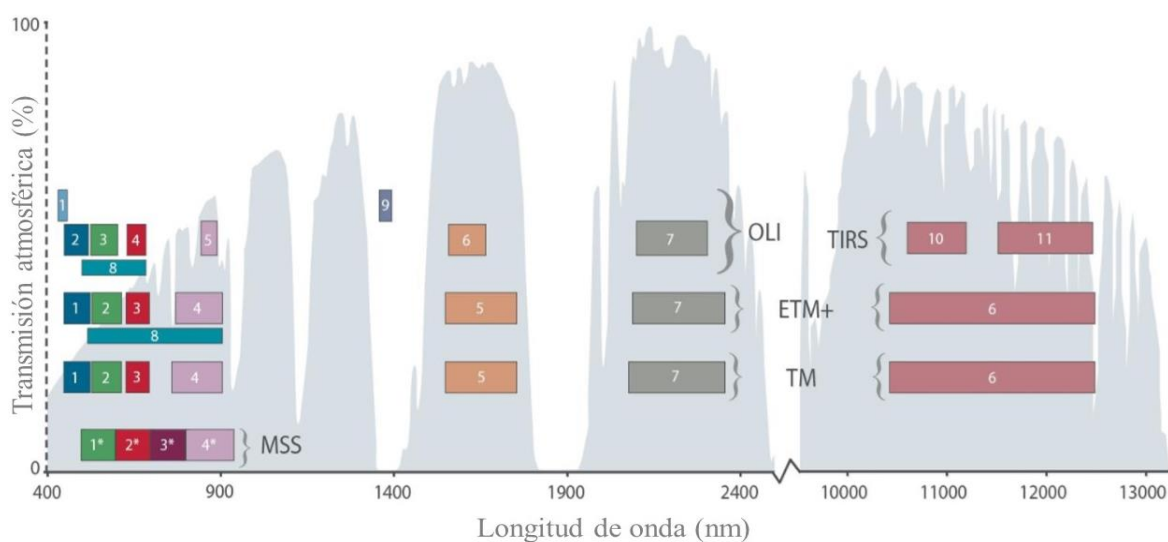 Transmisión atmosférica (%)
100
0
1
9
2 3 4 5 6 7 OLI TIRS 10 11
8
1 2 3 4 5 7 ETM+ 6
8
1 2 3 4 5 7 TM 6
1* 2* 3* 4* MSS
400 900 1400 1900 2400 10000 11000 12000 13000
Longitud de onda (nm)